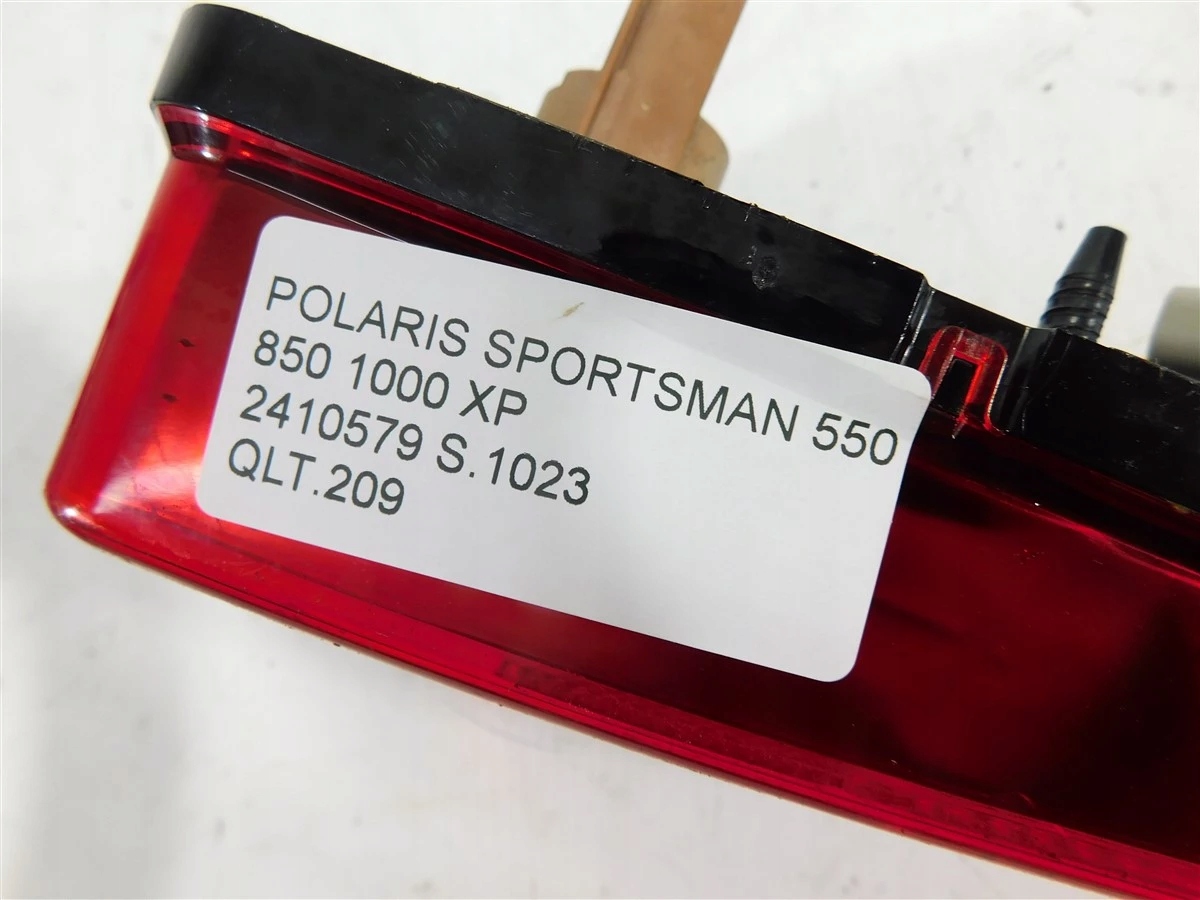 POLARIS SPORTSMAN 550
850 1000 XP
2410579 S.1023
QLT.209